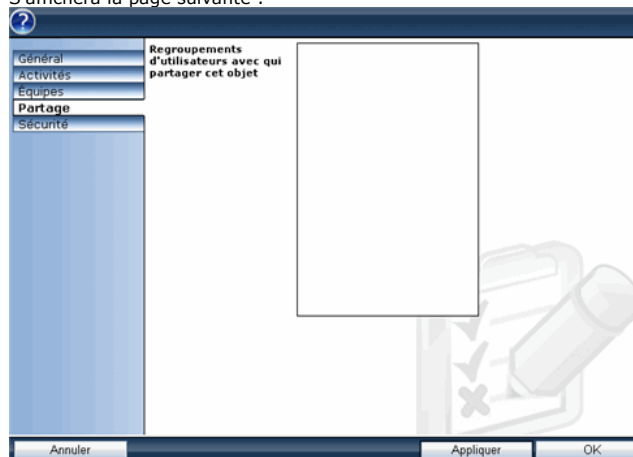 S'affichera la page suivante :
?
Général
Activités
Équipes
Partage
Sécurité
Regroupements
d'utilisateurs avec qui
partager cet objet
Annuler
Appliquer
OK